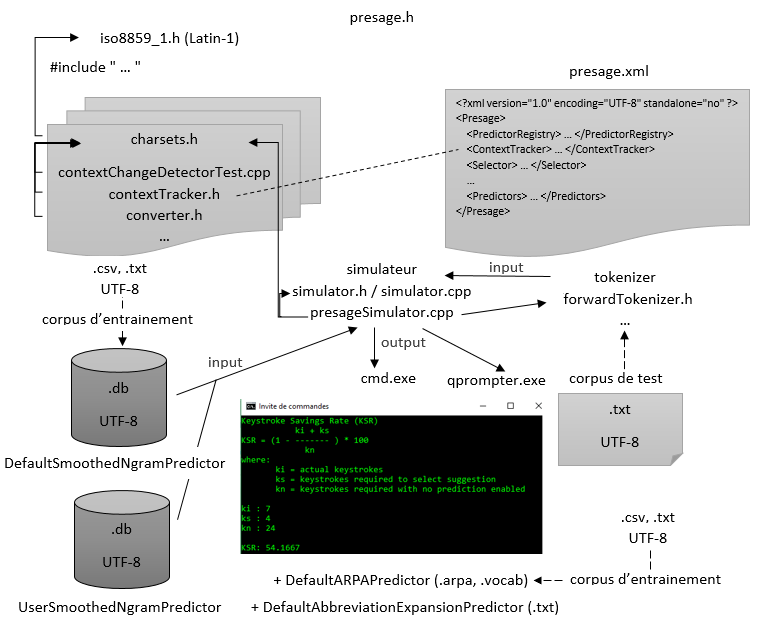 presage.h
iso8859_1.h (Latin-1)
#include " ... "
presage.xml
charsets.h
contextChangeDetectorTest.cpp
contextTracker.h
converter.h
...
<?xml version="1.0" encoding="UTF-8" standalone="no" ?>
<Presage>
<PredictorRegistry> ... </PredictorRegistry>
<ContextTracker> ... </ContextTracker>
<Selector> ... </Selector>
...
<Predictors> ... </Predictors>
</Presage>
.csv, .txt
UTF-8
corpus d'entrainement
simulateur
simulator.h / simulator.cpp
presageSimulator.cpp
input
tokenizer
forwardTokenizer.h
...
input
output
cmd.exe
qprompter.exe
corpus de test
.txt
UTF-8
.db
UTF-8
DefaultSmoothedNgramPredictor
.db
UTF-8
UserSmoothedNgramPredictor
Invite de commandes
Keystroke Savings Rate (KSR)
ki + ks
KSR = (1 - ------- ) * 100
kn
where:
ki = actual keystrokes
ks = keystrokes required to select suggestion
kn = keystrokes required with no prediction enabled
ki : 7
ks : 4
kn : 24
KSR: 54.1667
.csv, .txt
UTF-8
+ DefaultARPAPredictor (.arpa, .vocab)
corpus d'entrainement
+ DefaultAbbreviationExpansionPredictor (.txt)